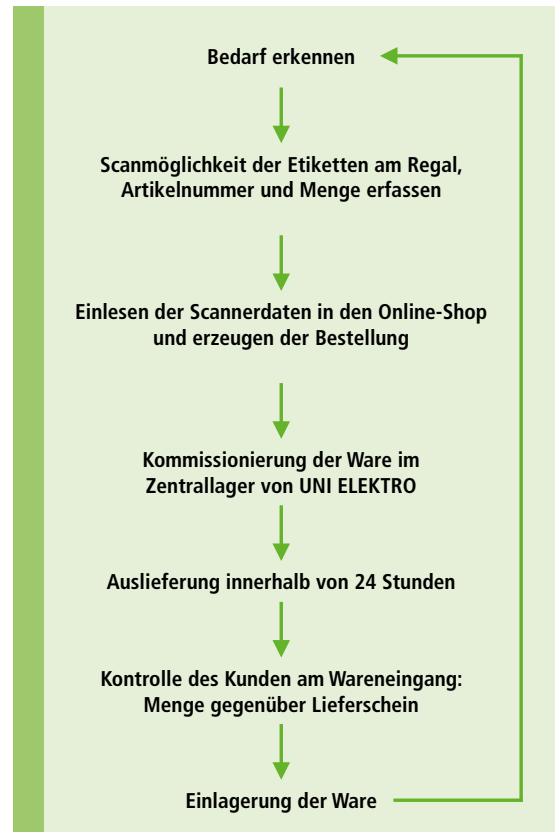 Bedarf erkennen
Scanmöglichkeit der Etiketten am Regal,
Artikelnummer und Menge erfassen
Einlesen der Scannerdaten in den Online-Shop
und erzeugen der Bestellung
Kommissionierung der Ware im
Zentrallager von UNI ELEKTRO
Auslieferung innerhalb von 24 Stunden
Kontrolle des Kunden am Wareneingang:
Menge gegenüber Lieferschein
Einlagerung der Ware